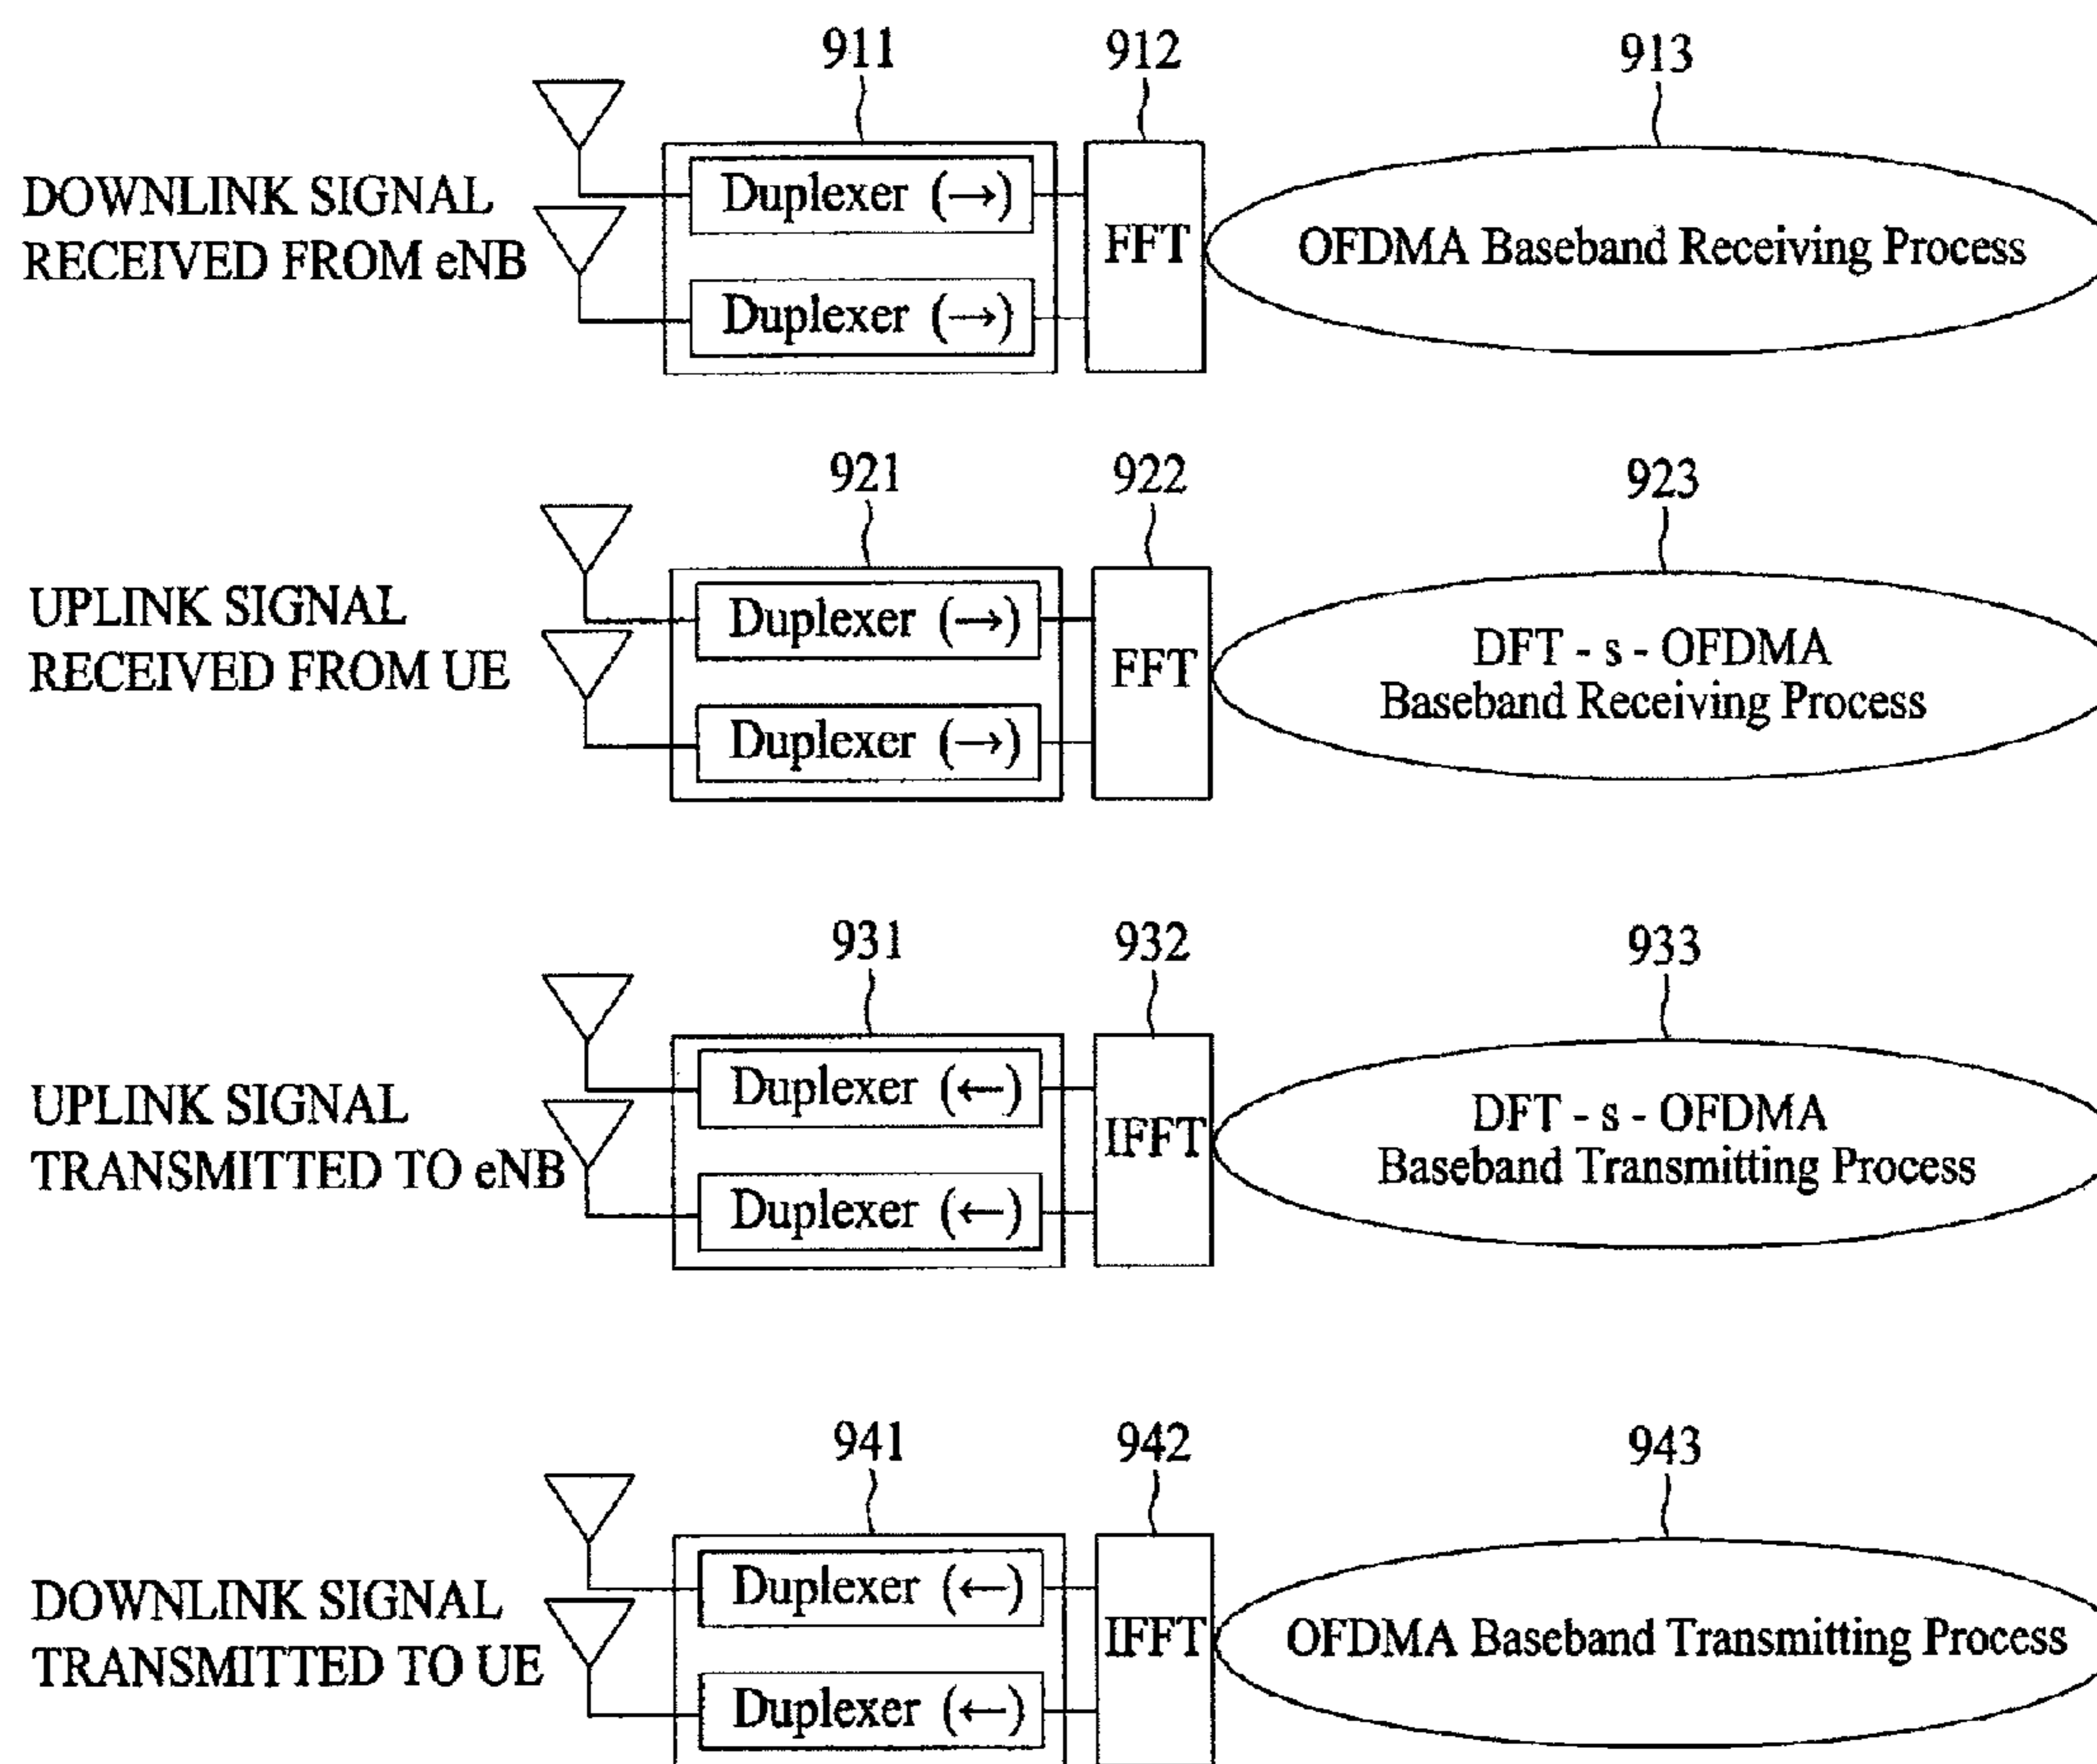 911 912 913
DOWNLINK SIGNAL
RECEIVED FROM eNB
Duplexer (→)
Duplexer (→)
FFT
OFDMA Baseband Receiving Process
921 922 923
UPLINK SIGNAL
RECEIVED FROM UE
Duplexer (→)
Duplexer (→)
FFT
DFT - s - OFDMA
Baseband Receiving Process
931 932 933
UPLINK SIGNAL
TRANSMITTED TO eNB
Duplexer (←)
Duplexer (←)
IFFT
DFT - s - OFDMA
Baseband Transmitting Process
941 942 943
DOWNLINK SIGNAL
TRANSMITTED TO UE
Duplexer (←)
Duplexer (←)
IFFT
OFDMA Baseband Transmitting Process